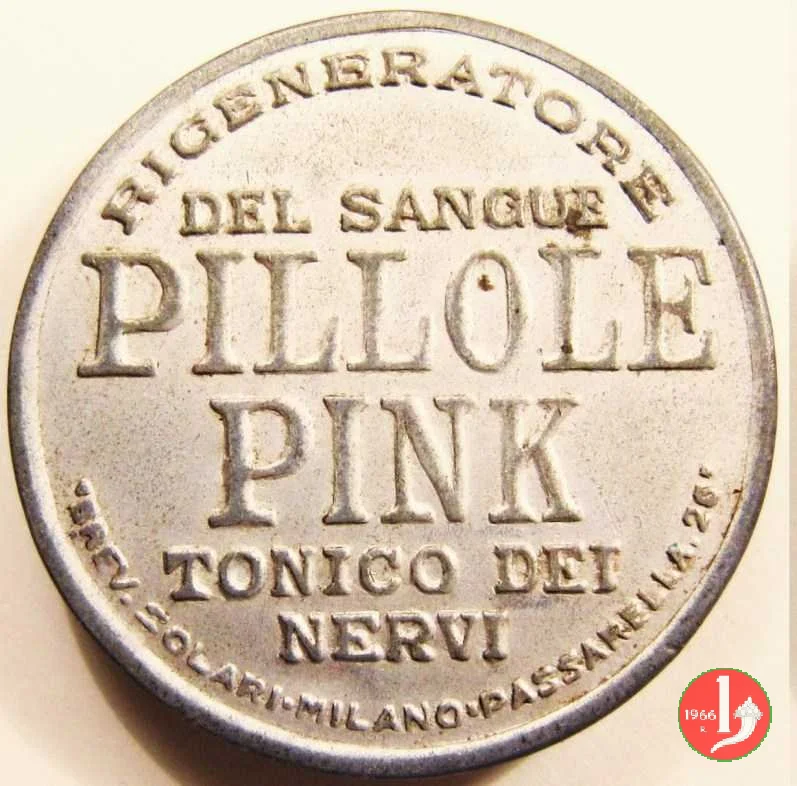 RIGENERATORE
DEL SANGUE
PILLOLE
PINK
TONICO DEI
NERVI
"BREV. SOLARI·MILANO·PASSARELLA.26"
1966
R